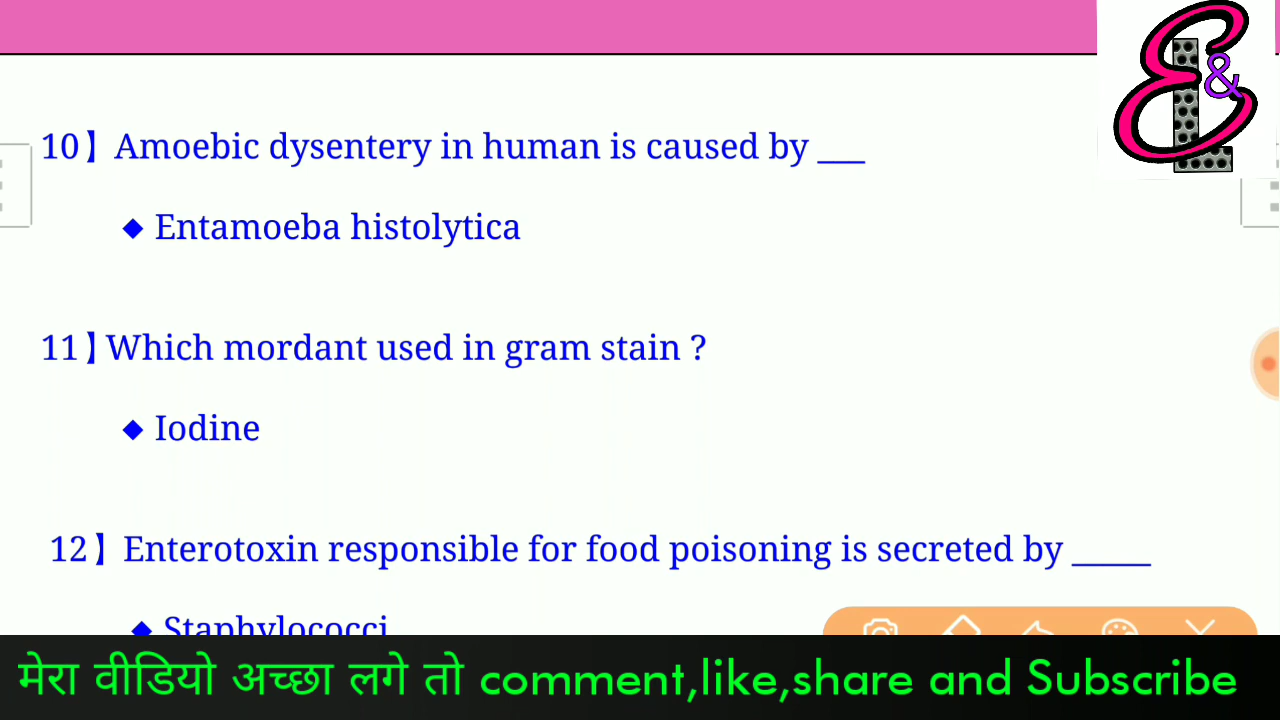 10】Amoebic dysentery in human is caused by ___
◆ Entamoeba histolytica
11】Which mordant used in gram stain ?
◆ Iodine
12】Enterotoxin responsible for food poisoning is secreted by _____
◆ Staphylococci
मेरा वीडियो अच्छा लगे तो comment,like,share and Subscribe
E & L